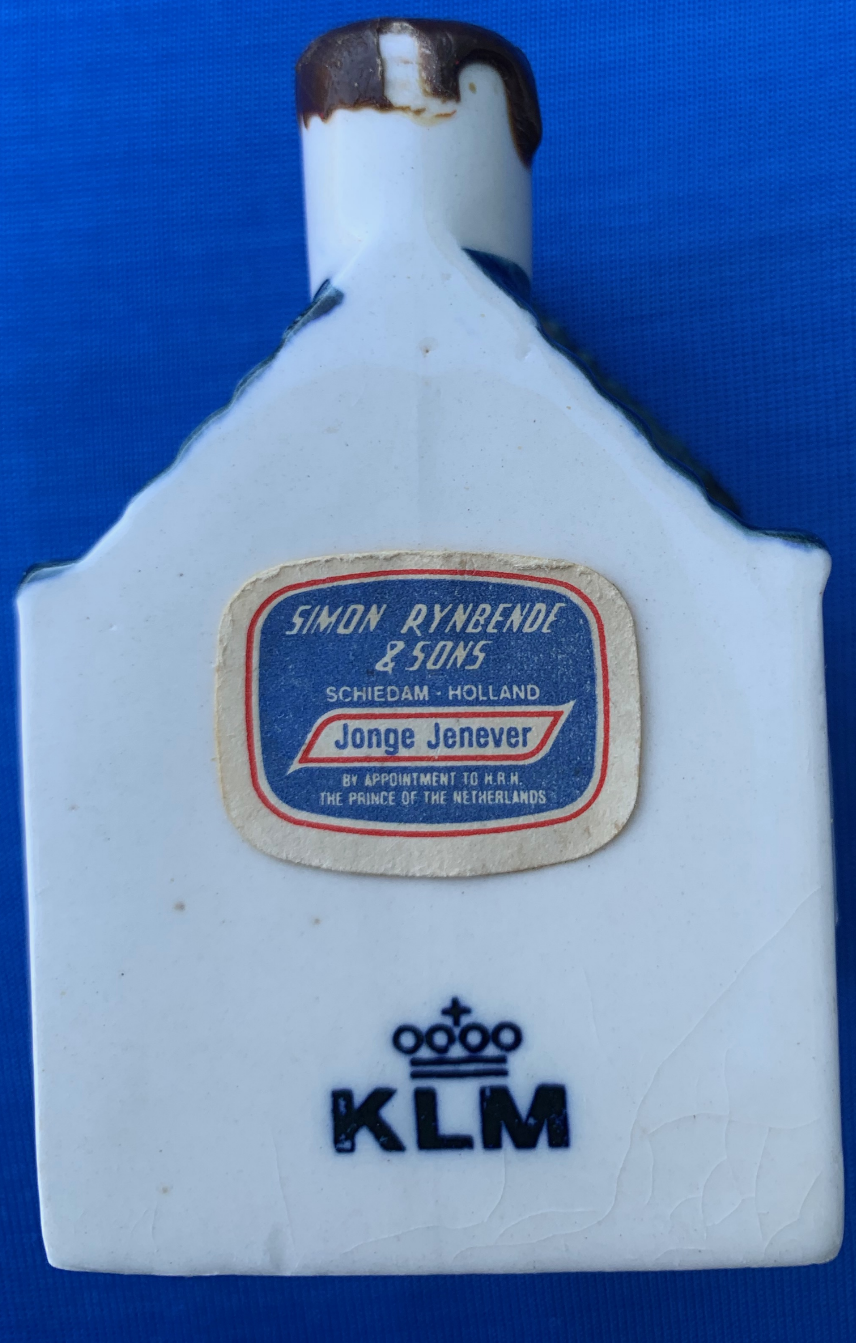 SIMON RYNBENDE
& SONS
SCHIEDAM - HOLLAND
Jonge Jenever
BY APPOINTMENT TO H.R.H.
THE PRINCE OF THE NETHERLANDS
KLM